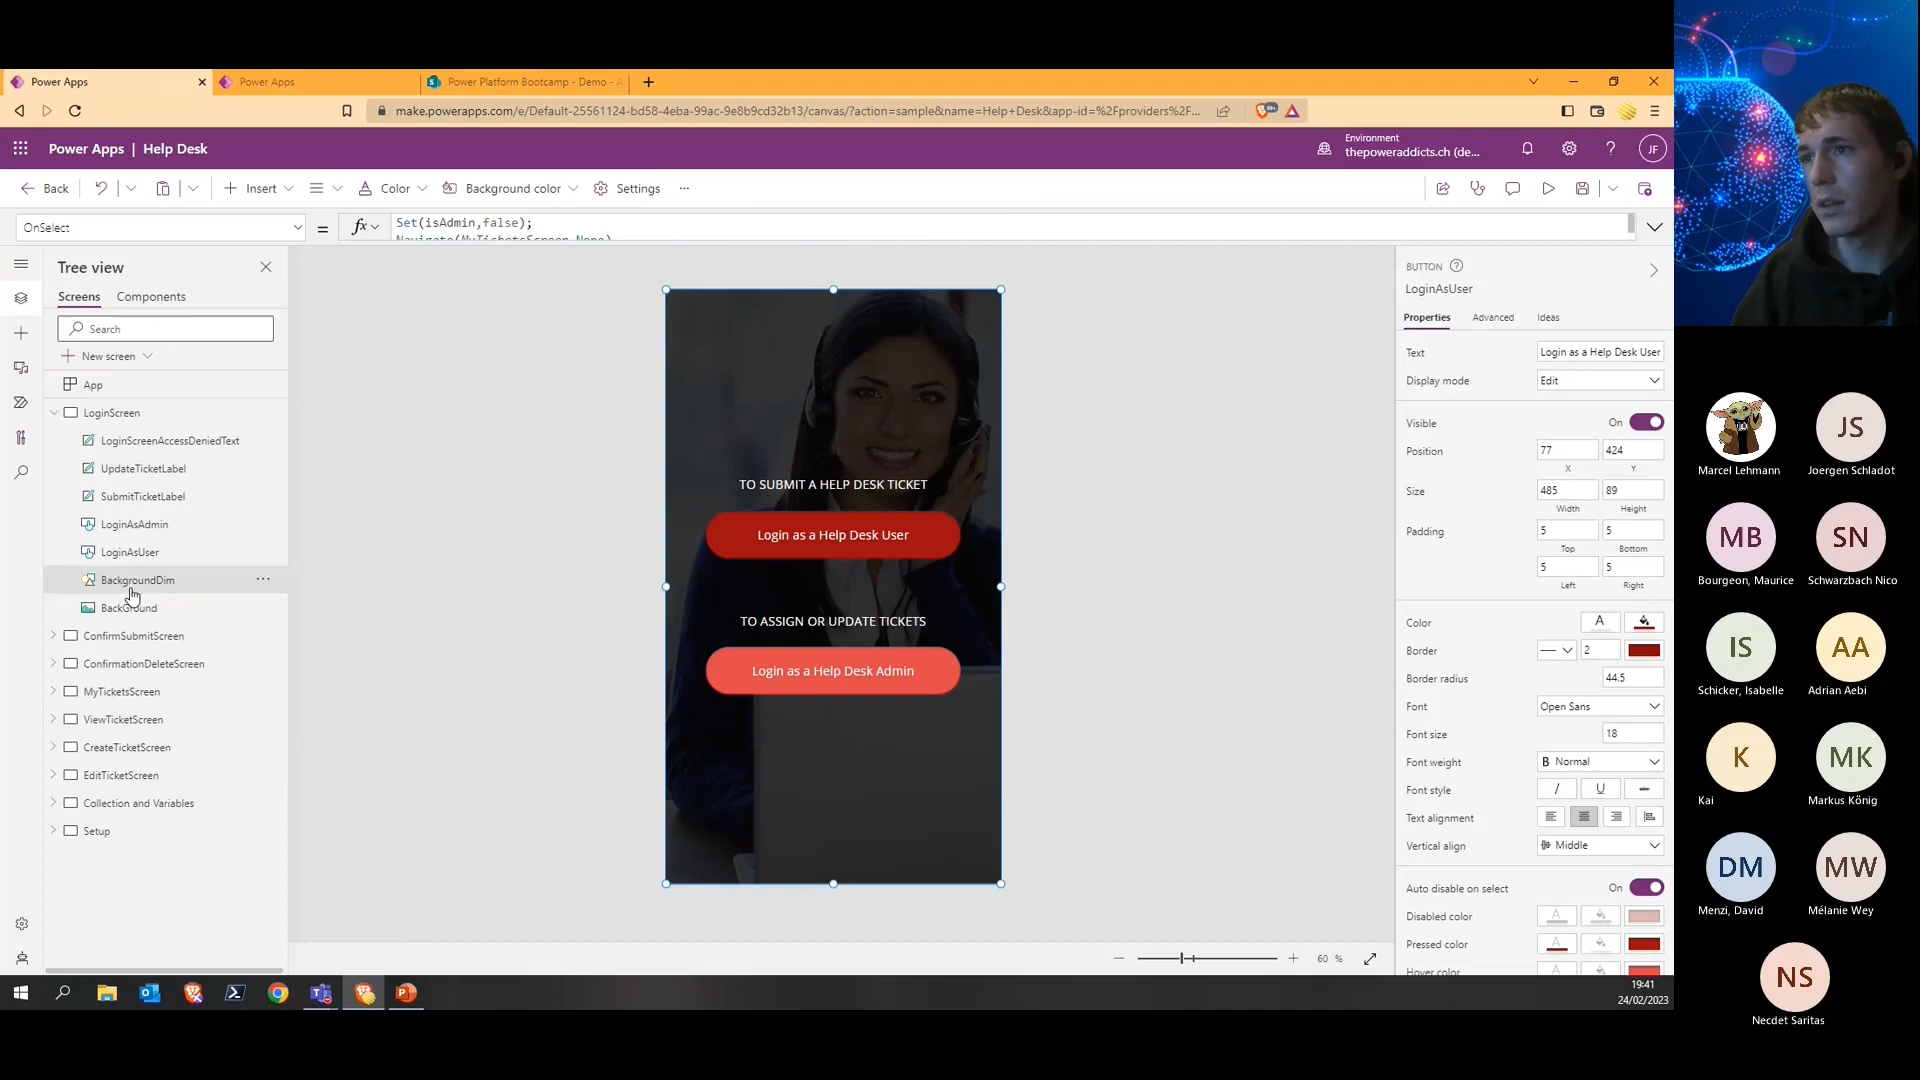 Power Apps
Power Apps
Power Platform Bootcamp - Demo - A
make.powerapps.com/e/Default-25561124-bd58-4eba-99ac-9e8b9cd32b13/canvas/?action=sample&name=Help+Desk&app-id=%2Fproviders%2F...
Power Apps | Help Desk
Environment
thepoweraddicts.ch (de...
JF
Back
Insert
Color
Background color
Settings
OnSelect
=
fx
Set(isAdmin,false);
Navigate(MyTicketsScreen,None)
Tree view
Screens
Components
Search
New screen
App
LoginScreen
LoginScreenAccessDeniedText
UpdateTicketLabel
SubmitTicketLabel
LoginAsAdmin
LoginAsUser
BackgroundDim
BackGround
ConfirmSubmitScreen
ConfirmationDeleteScreen
MyTicketsScreen
ViewTicketScreen
CreateTicketScreen
EditTicketScreen
Collection and Variables
Setup
TO SUBMIT A HELP DESK TICKET
Login as a Help Desk User
TO ASSIGN OR UPDATE TICKETS
Login as a Help Desk Admin
60 %
BUTTON
LoginAsUser
Properties
Advanced
Ideas
Text
Login as a Help Desk User
Display mode
Edit
Visible
On
Position
77
424
X
Y
Size
485
89
Width
Height
Padding
5
5
Top
Bottom
5
5
Left
Right
Color
A
Border
2
Border radius
44.5
Font
Open Sans
Font size
18
Font weight
B Normal
Font style
/
U
Text alignment
Vertical align
Middle
Auto disable on select
On
Disabled color
A
Pressed color
A
Hover color
A
19:41
24/02/2023
Marcel Lehmann
JS
Joergen Schladot
MB
Bourgeon, Maurice
SN
Schwarzbach Nico
IS
Schicker, Isabelle
AA
Adrian Aebi
K
Kai
MK
Markus König
DM
Menzi, David
MW
Mélanie Wey
NS
Necdet Saritas